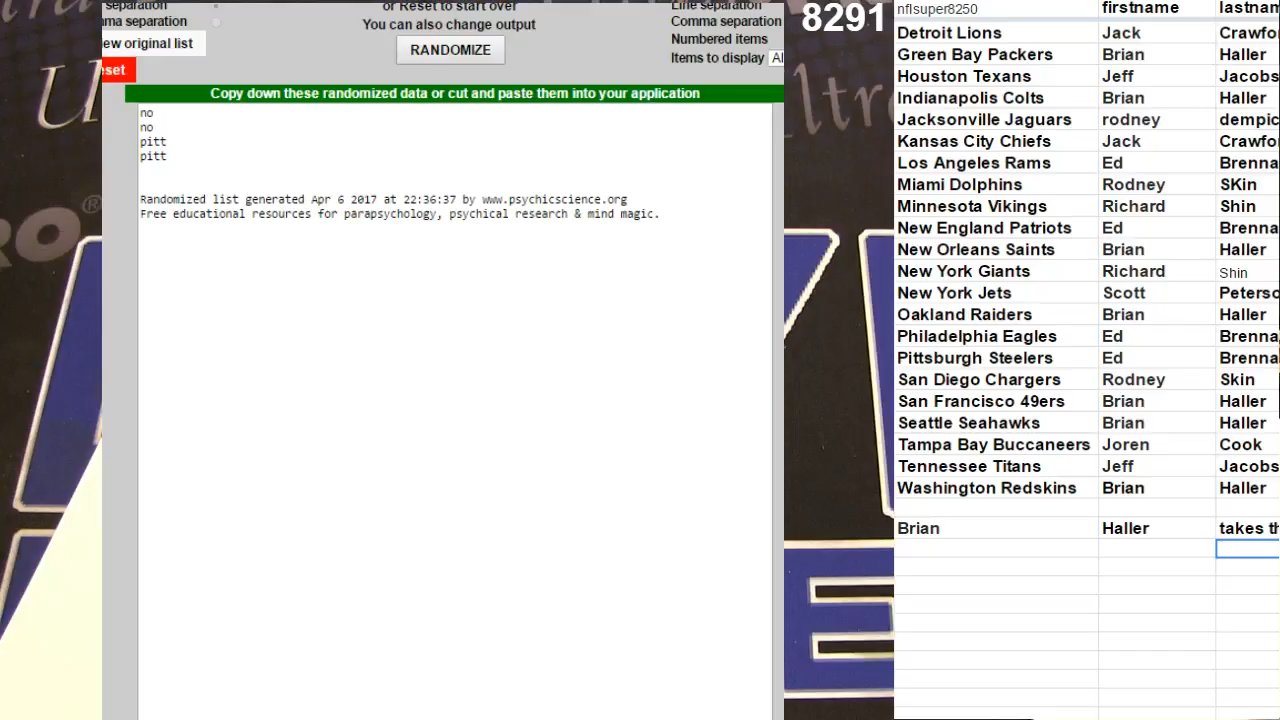 separation
or Reset to start over
Line separation
mma separation
You can also change output
Comma separation
ew original list
RANDOMIZE
Numbered items
set
Items to display
Copy down these randomized data or cut and paste them into your application
no
no
pitt
pitt
Randomized list generated Apr 6 2017 at 22:36:37 by www.psychicscience.org
Free educational resources for parapsychology, psychical research & mind magic.
8291
nflsuper8250 firstname lastnam
Detroit Lions Jack Crawfor
Green Bay Packers Brian Haller
Houston Texans Jeff Jacobs
Indianapolis Colts Brian Haller
Jacksonville Jaguars rodney dempic
Kansas City Chiefs Jack Crawfor
Los Angeles Rams Ed Brenna
Miami Dolphins Rodney SKin
Minnesota Vikings Richard Shin
New England Patriots Ed Brenna
New Orleans Saints Brian Haller
New York Giants Richard Shin
New York Jets Scott Peterso
Oakland Raiders Brian Haller
Philadelphia Eagles Ed Brenna
Pittsburgh Steelers Ed Brenna
San Diego Chargers Rodney Skin
San Francisco 49ers Brian Haller
Seattle Seahawks Brian Haller
Tampa Bay Buccaneers Joren Cook
Tennessee Titans Jeff Jacobs
Washington Redskins Brian Haller
Brian Haller takes th